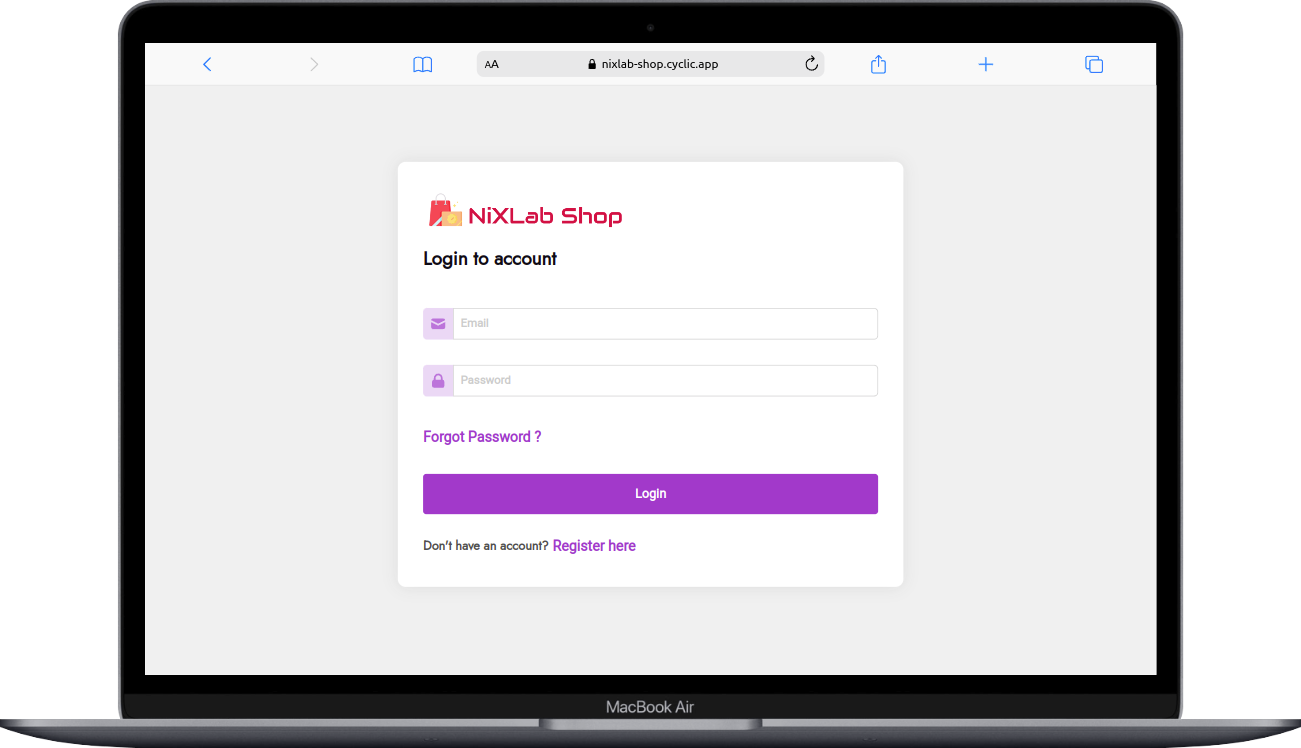 AA nixlab-shop.cyclic.app
NiXLab Shop
Login to account
Email
Password
Forgot Password ?
Login
Don't have an account? Register here
MacBook Air